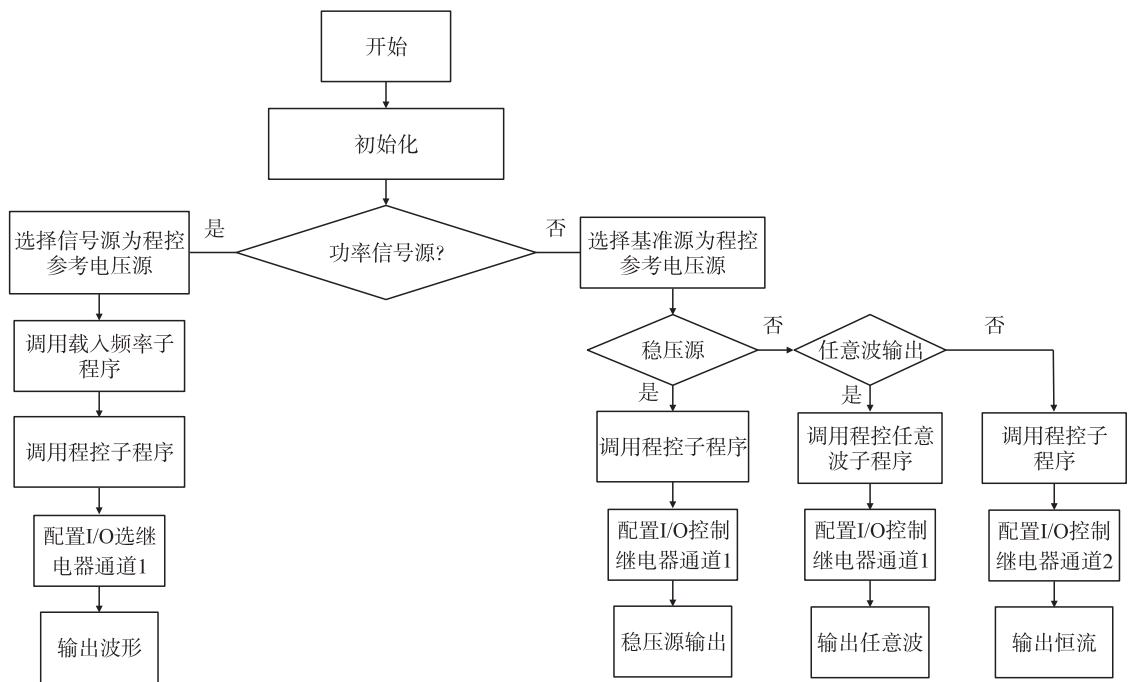 开始
初始化
功率信号源?
是
否
选择信号源为程控
参考电压源
调用载入频率子
程序
调用程控子程序
配置I/O选继
电器通道1
输出波形
选择基准源为程控
参考电压源
稳压源
否
是
任意波输出
否
是
调用程控子程序
配置I/O控制
继电器通道1
稳压源输出
调用程控任意
波子程序
配置I/O控制
继电器通道1
输出任意波
调用程控子
程序
配置I/O控制
继电器通道2
输出恒流